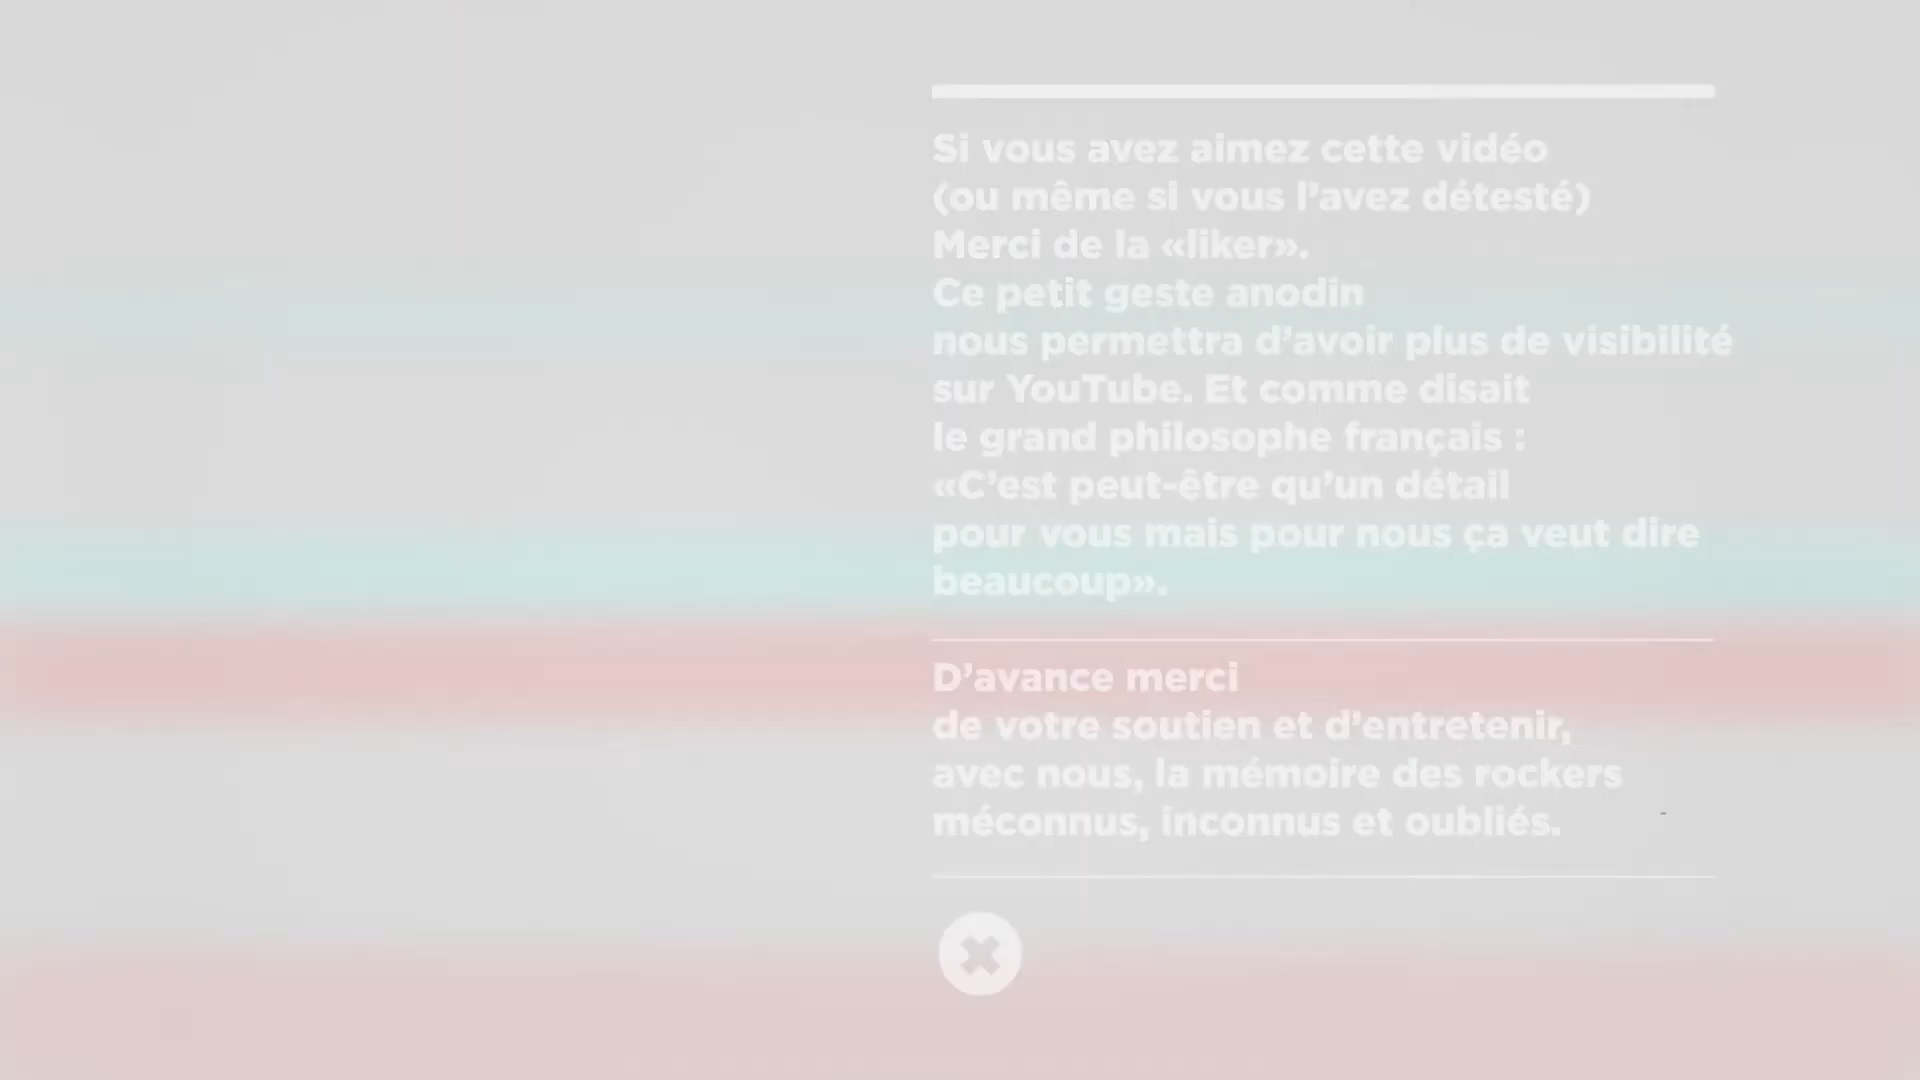 Si vous avez aimez cette vidéo
(ou même si vous l’avez détesté)
Merci de la «liker».
Ce petit geste anodin
nous permettra d’avoir plus de visibilité
sur YouTube. Et comme disait
le grand philosophe français :
«C’est peut-être qu’un détail
pour vous mais pour nous ça veut dire
beaucoup».
D’avance merci
de votre soutien et d’entretenir,
avec nous, la mémoire des rockers
méconnus, inconnus et oubliés.